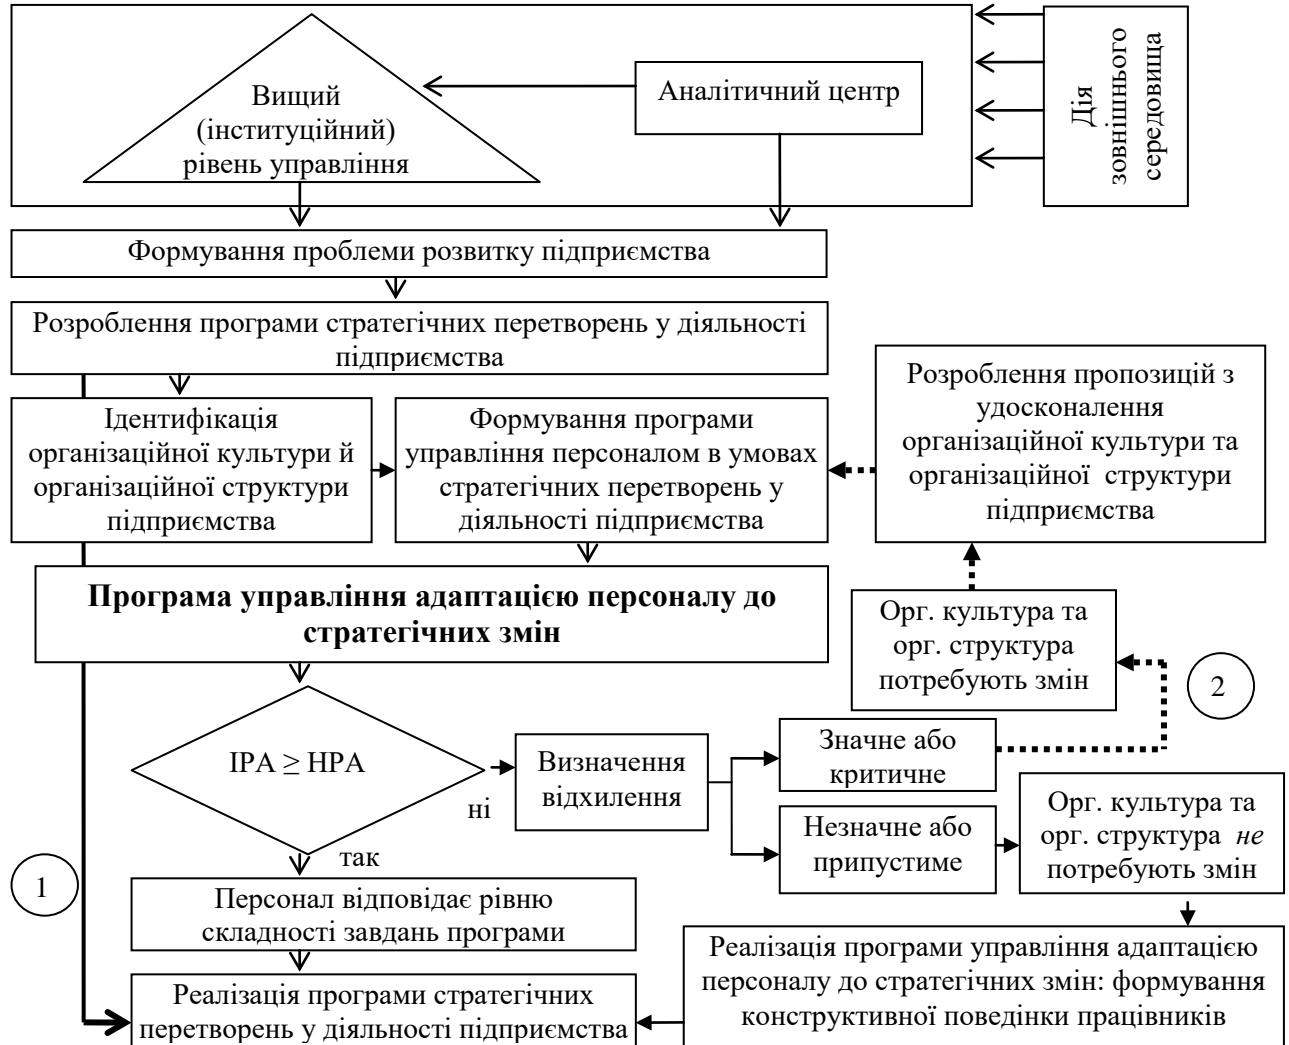 Вищий
(інституційний)
рівень управління
Аналітичний центр
Дія
зовнішнього
середовища
Формування проблеми розвитку підприємства
Розроблення програми стратегічних перетворень у діяльності
підприємства
Ідентифікація
організаційної культури й
організаційної структури
підприємства
Формування програми
управління персоналом в умовах
стратегічних перетворень у
діяльності підприємства
Розроблення пропозицій з
удосконалення
організаційної культури та
організаційної структури
підприємства
Програма управління адаптацією персоналу до
стратегічних змін
Орг. культура та
орг. структура
потребують змін
2
ІРА ≥ НРА
ні
так
Визначення
відхилення
Значне або
критичне
Незначне або
припустиме
Орг. культура та
орг. структура не
потребують змін
1
Персонал відповідає рівню
складності завдань програми
Реалізація програми стратегічних
перетворень у діяльності підприємства
Реалізація програми управління адаптацією
персоналу до стратегічних змін: формування
конструктивної поведінки працівників